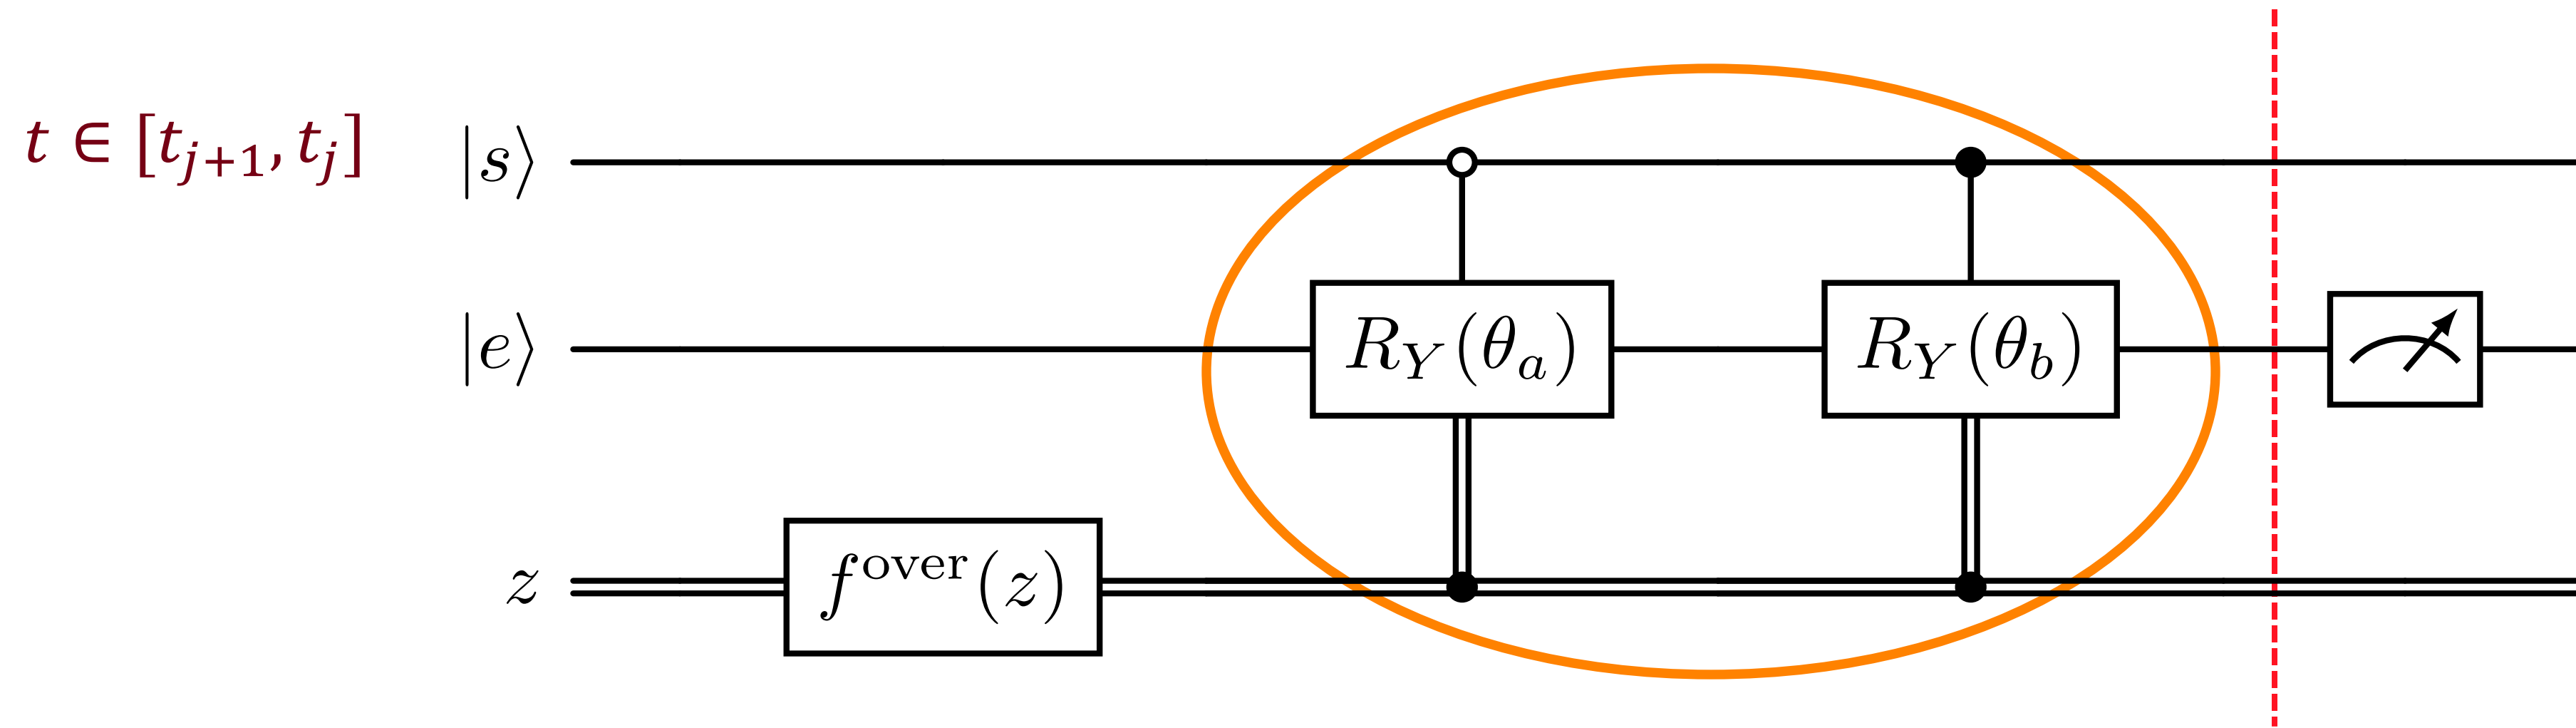 t ∈ [t_{j+1}, t_j]
|s⟩
|e⟩
R_Y(θ_a)
R_Y(θ_b)
z
f^{over}(z)